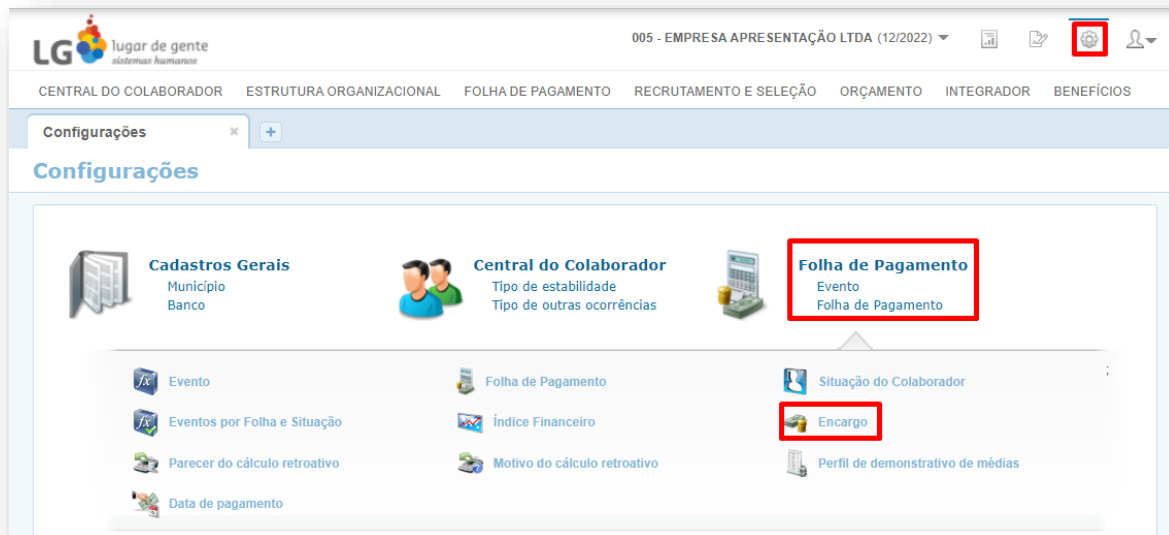 LG lugar de gente
sistemas humanos
005 - EMPRESA APRESENTAÇÃO LTDA (12/2022)
CENTRAL DO COLABORADOR ESTRUTURA ORGANIZACIONAL FOLHA DE PAGAMENTO RECRUTAMENTO E SELEÇÃO ORÇAMENTO INTEGRADOR BENEFÍCIOS
Configurações × +
Configurações
Cadastros Gerais
Município
Banco
Central do Colaborador
Tipo de estabilidade
Tipo de outras ocorrências
Folha de Pagamento
Evento
Folha de Pagamento
Evento Folha de Pagamento Situação do Colaborador ;
Eventos por Folha e Situação Índice Financeiro Encargo
Parecer do cálculo retroativo Motivo do cálculo retroativo Perfil de demonstrativo de médias
Data de pagamento